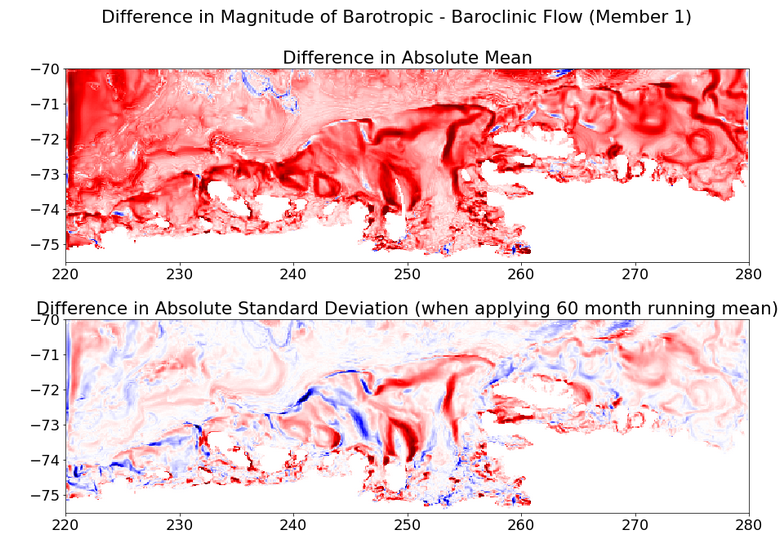 Difference in Magnitude of Barotropic - Baroclinic Flow (Member 1)
Difference in Absolute Mean
−70
−71
−72
−73
−74
−75
220 230 240 250 260 270 280
Difference in Absolute Standard Deviation (when applying 60 month running mean)
−70
−71
−72
−73
−74
−75
220 230 240 250 260 270 280